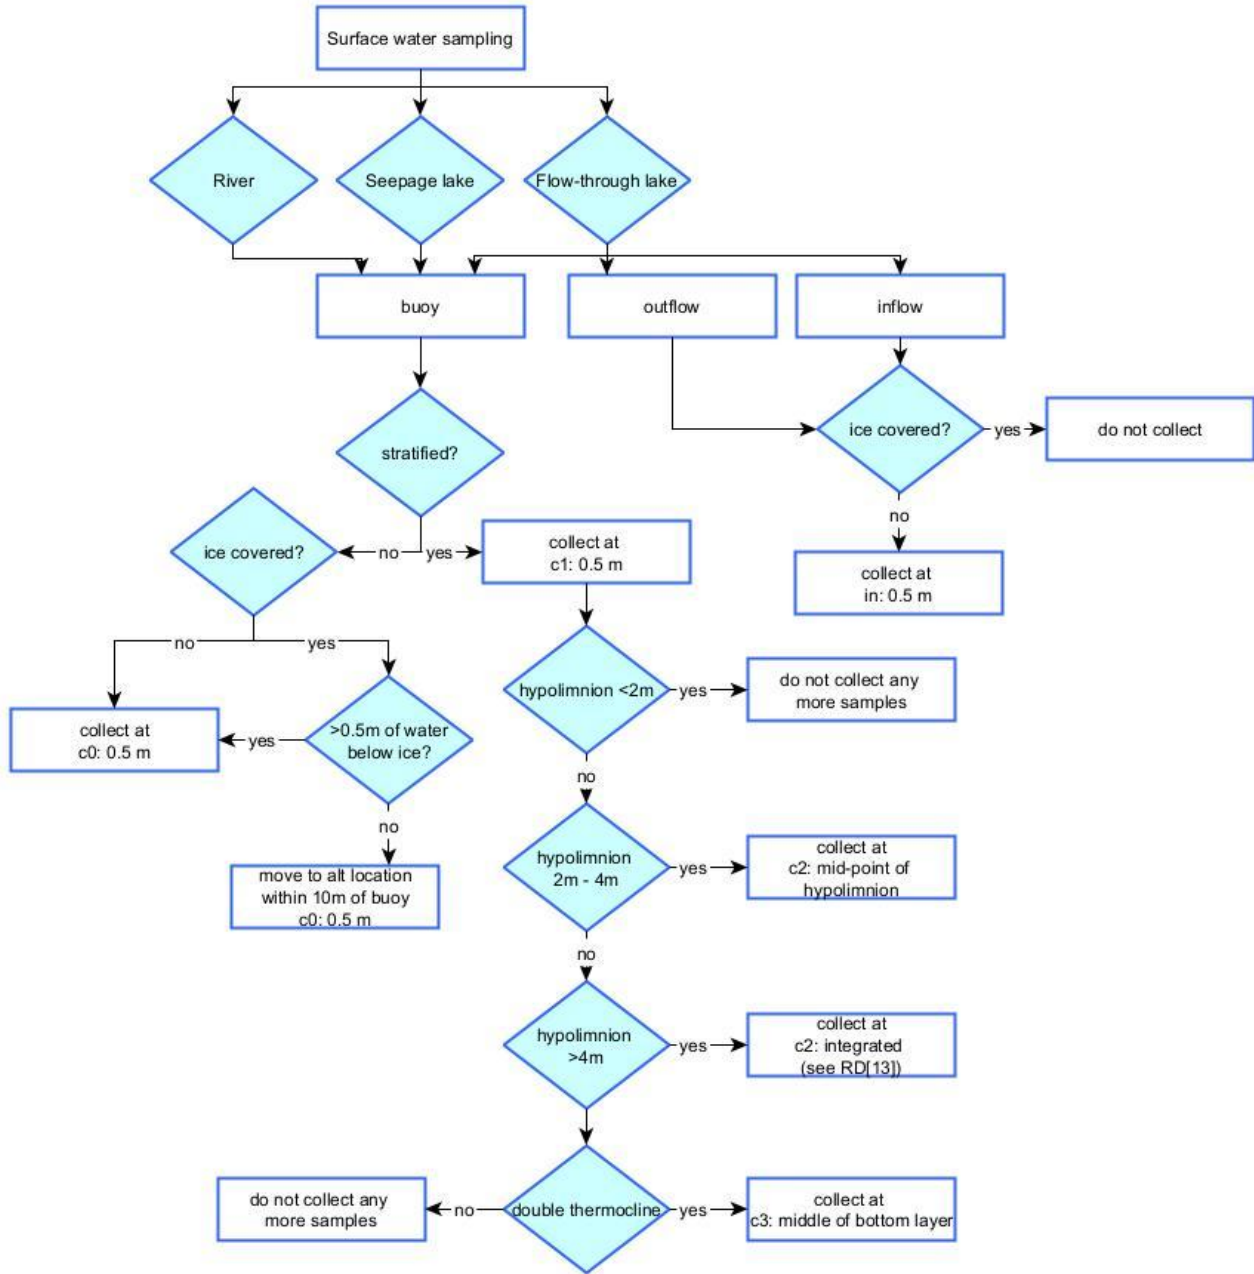 Surface water sampling
River
Seepage lake
Flow-through lake
buoy
outflow
inflow
stratified?
ice covered?
yes
do not collect
no
collect at
in: 0.5 m
ice covered?
no
yes
collect at
c1: 0.5 m
no
yes
hypolimnion <2m
yes
do not collect any
more samples
collect at
c0: 0.5 m
yes
>0.5m of water
below ice?
no
no
move to alt location
within 10m of buoy
c0: 0.5 m
hypolimnion
2m - 4m
yes
collect at
c2: mid-point of
hypolimnion
no
hypolimnion
>4m
yes
collect at
c2: integrated
(see RD[13])
do not collect any
more samples
no
double thermocline
yes
collect at
c3: middle of bottom layer